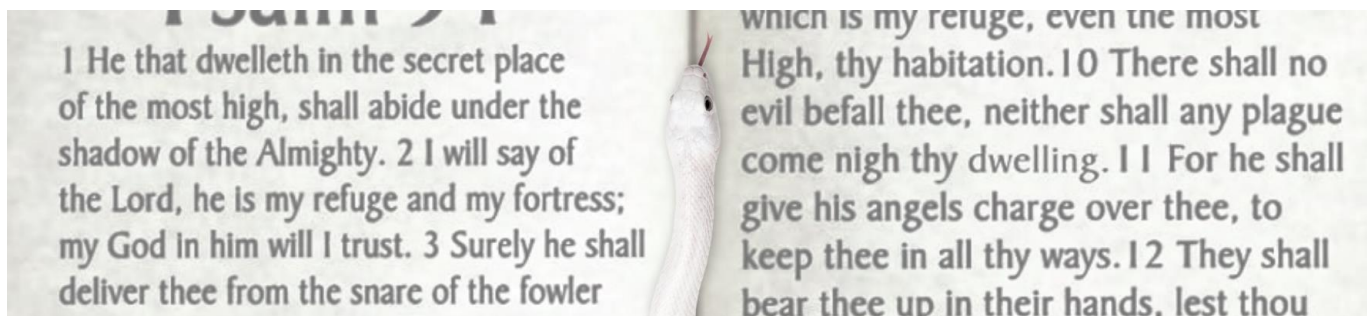 Psalm 91
1 He that dwelleth in the secret place
of the most high, shall abide under the
shadow of the Almighty. 2 I will say of
the Lord, he is my refuge and my fortress;
my God in him will I trust. 3 Surely he shall
deliver thee from the snare of the fowler
which is my refuge, even the most
High, thy habitation.10 There shall no
evil befall thee, neither shall any plague
come nigh thy dwelling. 11 For he shall
give his angels charge over thee, to
keep thee in all thy ways.12 They shall
bear thee up in their hands, lest thou